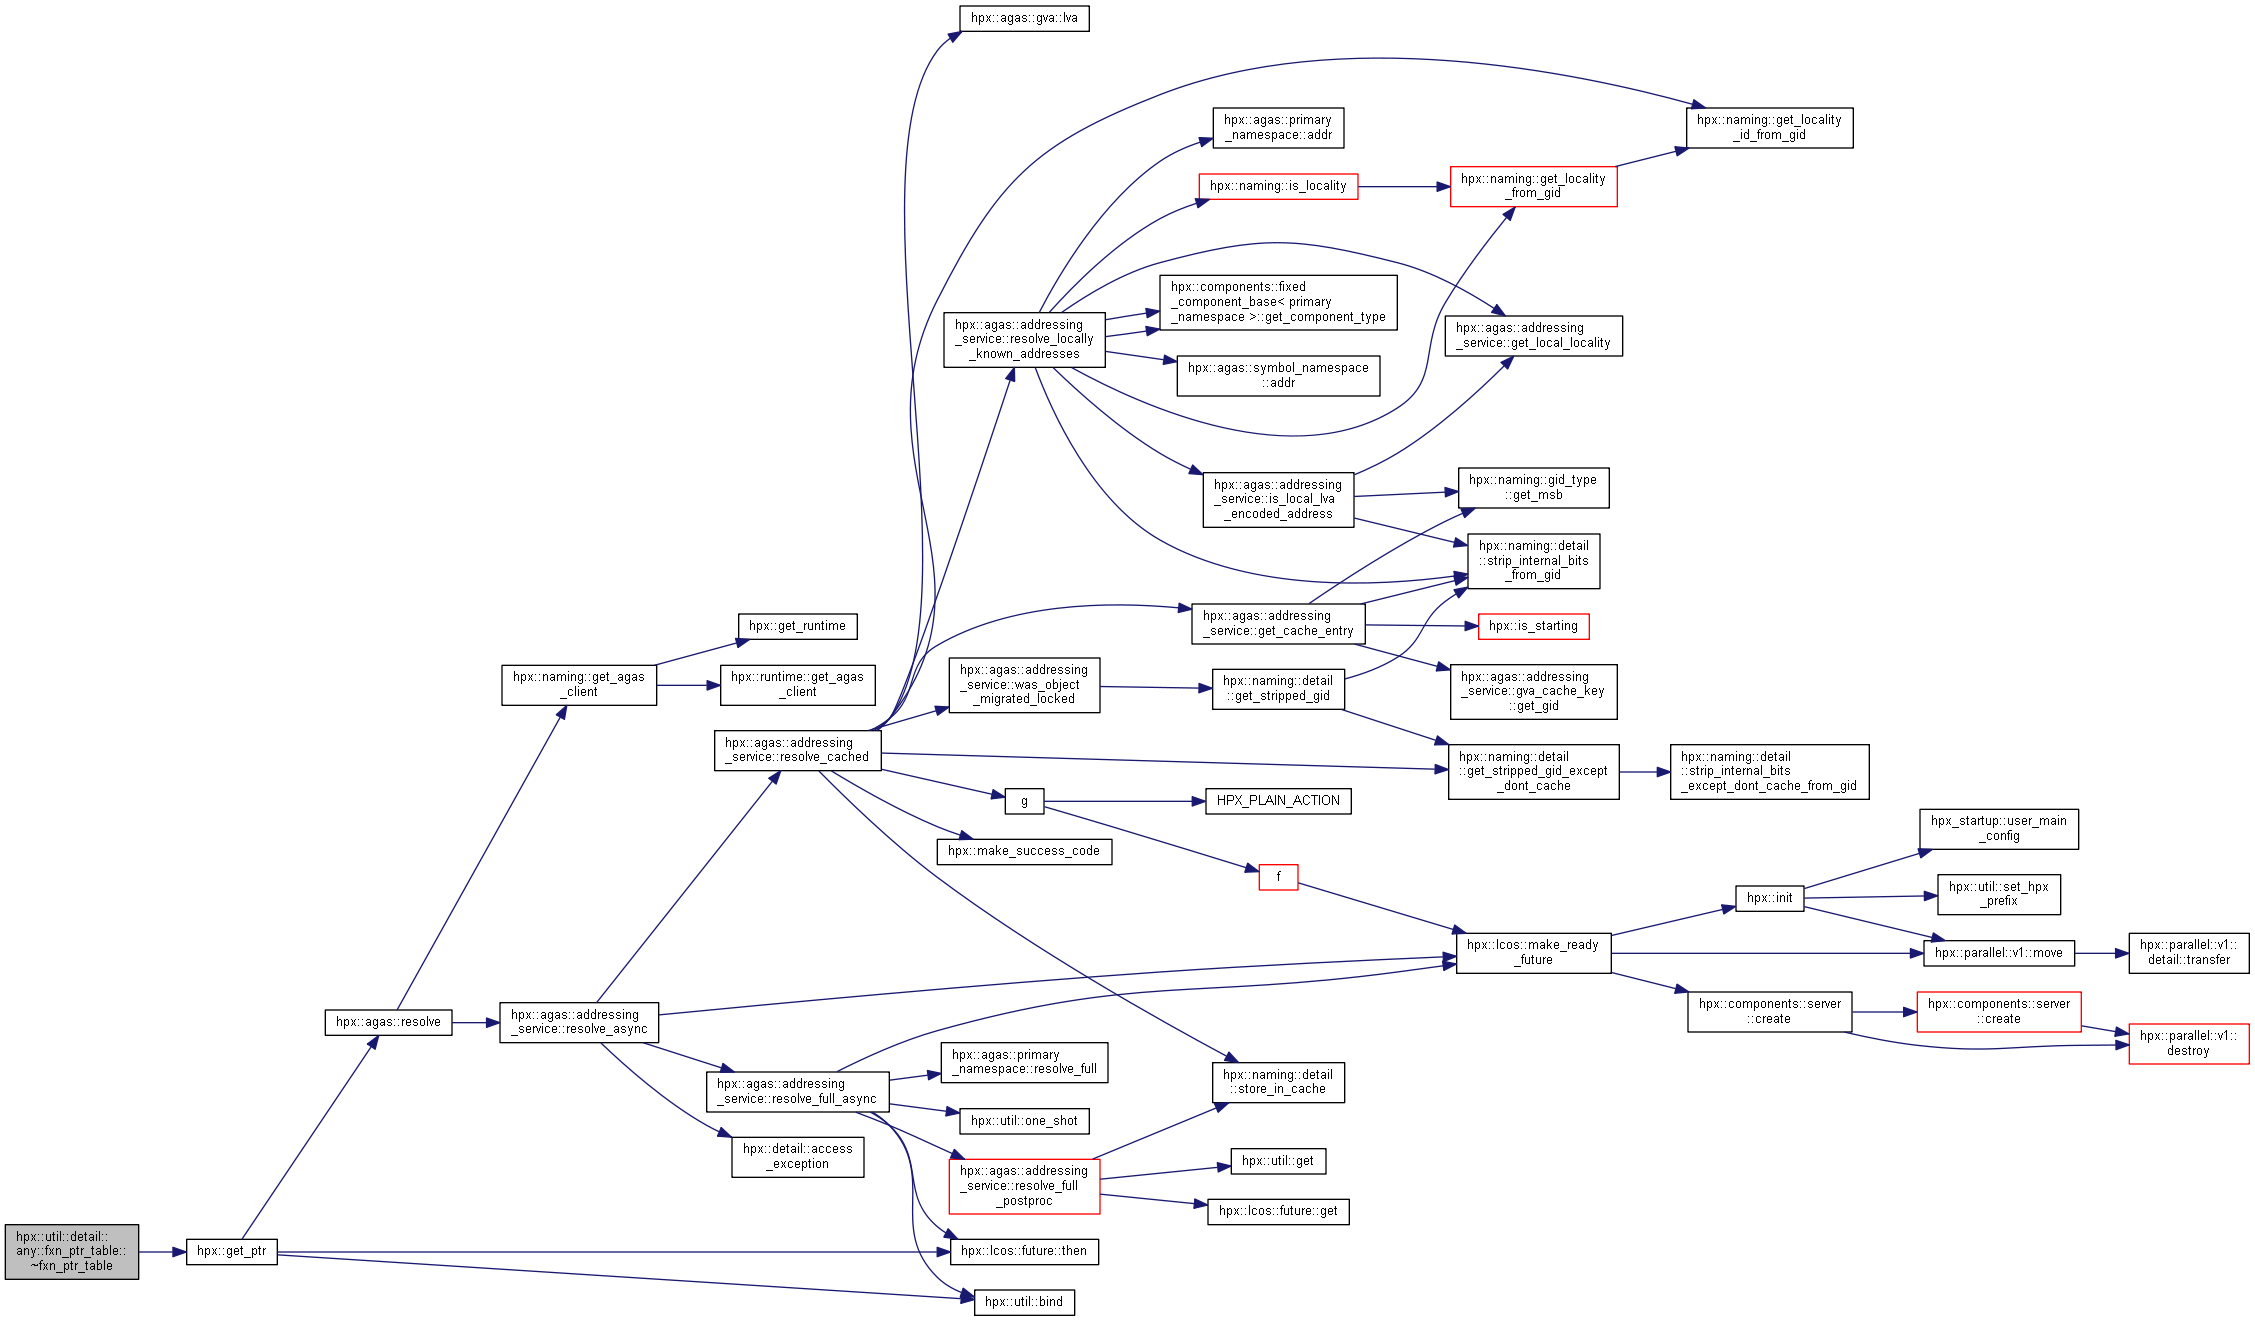 hpx::util::detail::
any::fxn_ptr_table::
~fxn_ptr_table
hpx::get_ptr
hpx::agas::resolve
hpx::naming::get_agas
_client
hpx::get_runtime
hpx::runtime::get_agas
_client
hpx::agas::addressing
_service::resolve_async
hpx::agas::addressing
_service::resolve_cached
hpx::agas::gva::lva
hpx::naming::get_locality
_id_from_gid
hpx::agas::addressing
_service::resolve_locally
_known_addresses
hpx::agas::primary
_namespace::addr
hpx::naming::is_locality
hpx::naming::get_locality
_from_gid
hpx::components::fixed
_component_base< primary
_namespace >::get_component_type
hpx::agas::addressing
_service::get_local_locality
hpx::agas::symbol_namespace
::addr
hpx::agas::addressing
_service::is_local_lva
_encoded_address
hpx::naming::gid_type
::get_msb
hpx::naming::detail
::strip_internal_bits
_from_gid
hpx::agas::addressing
_service::get_cache_entry
hpx::is_starting
hpx::agas::addressing
_service::gva_cache_key
::get_gid
hpx::agas::addressing
_service::was_object
_migrated_locked
hpx::naming::detail
::get_stripped_gid
hpx::naming::detail
::get_stripped_gid_except
_dont_cache
hpx::naming::detail
::strip_internal_bits
_except_dont_cache_from_gid
g
HPX_PLAIN_ACTION
hpx::make_success_code
f
hpx::lcos::make_ready
_future
hpx::init
hpx_startup::user_main
_config
hpx::util::set_hpx
_prefix
hpx::parallel::v1::move
hpx::parallel::v1::
detail::transfer
hpx::components::server
::create
hpx::components::server
::create
hpx::parallel::v1::
destroy
hpx::agas::addressing
_service::resolve_full_async
hpx::detail::access
_exception
hpx::agas::primary
_namespace::resolve_full
hpx::util::one_shot
hpx::agas::addressing
_service::resolve_full
_postproc
hpx::naming::detail
::store_in_cache
hpx::util::get
hpx::lcos::future::get
hpx::lcos::future::then
hpx::util::bind